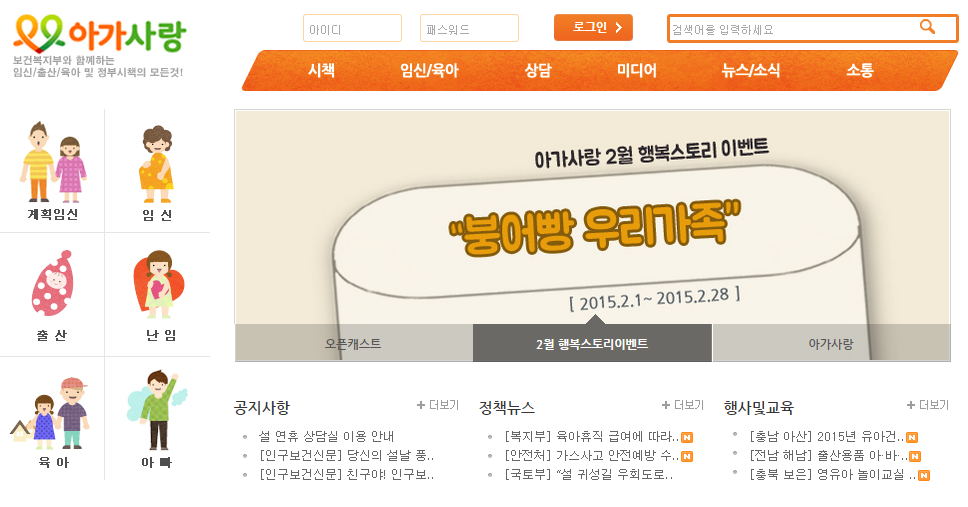 아가사랑
보건복지부와 함께하는
임신/출산/육아 및 정부시책의 모든것!
아이디
패스워드
로그인
검색어을 입력하세요
시책
임신/육아
상담
미디어
뉴스/소식
소통
계획임신
임 신
출 산
난 임
육 아
아 빠
아가사랑 2월 행복스토리 이벤트
"붕어빵 우리가족"
[ 2015.2.1~ 2015.2.28 ]
오픈캐스트
2월 행복스토리이벤트
아가사랑
공지사항
+ 더보기
설 연휴 상담실 이용 안내
[인구보건신문] 당신의 설날 풍..
[인구보건신문] 친구야! 인구보..
정책뉴스
+ 더보기
[복지부] 육아휴직 급여에 따라..N
[안전처] 가스사고 안전예방 수..N
[국토부] “설 귀성길 우회도로..
행사및교육
+ 더보기
[충남 아산] 2015년 유아건..N
[전남 해남] 출산용품 아·바·..N
[충북 보은] 영유아 놀이교실 ..N